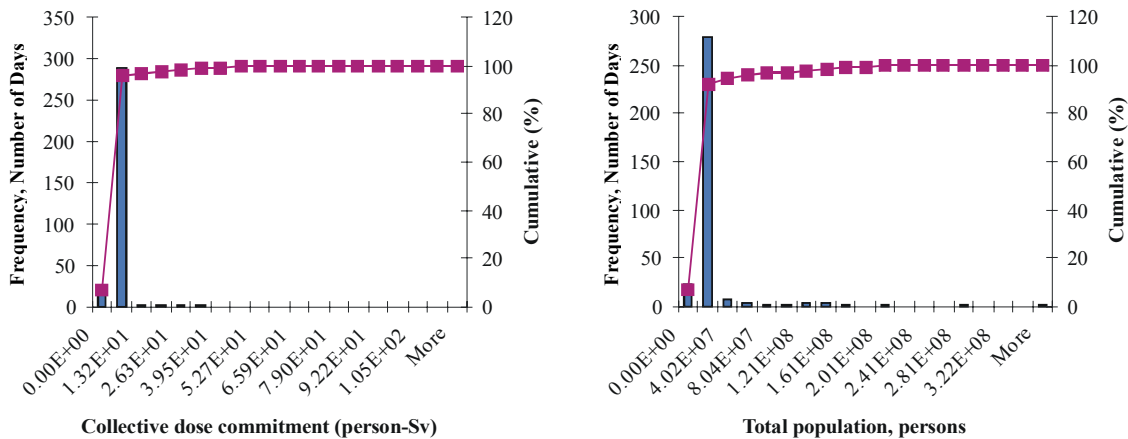 350
300
250
200
150
100
50
0
Frequency, Number of Days
120
100
80
60
40
20
0
Cumulative (%)
0.00E+00
1.32E+01
2.63E+01
3.95E+01
5.27E+01
6.59E+01
7.90E+01
9.22E+01
1.05E+02
More
Collective dose commitment (person-Sv)
300
250
200
150
100
50
0
Frequency, Number of Days
120
100
80
60
40
20
0
Cumulative (%)
0.00E+00
4.02E+07
8.04E+07
1.21E+08
1.61E+08
2.01E+08
2.41E+08
2.81E+08
3.22E+08
More
Total population, persons